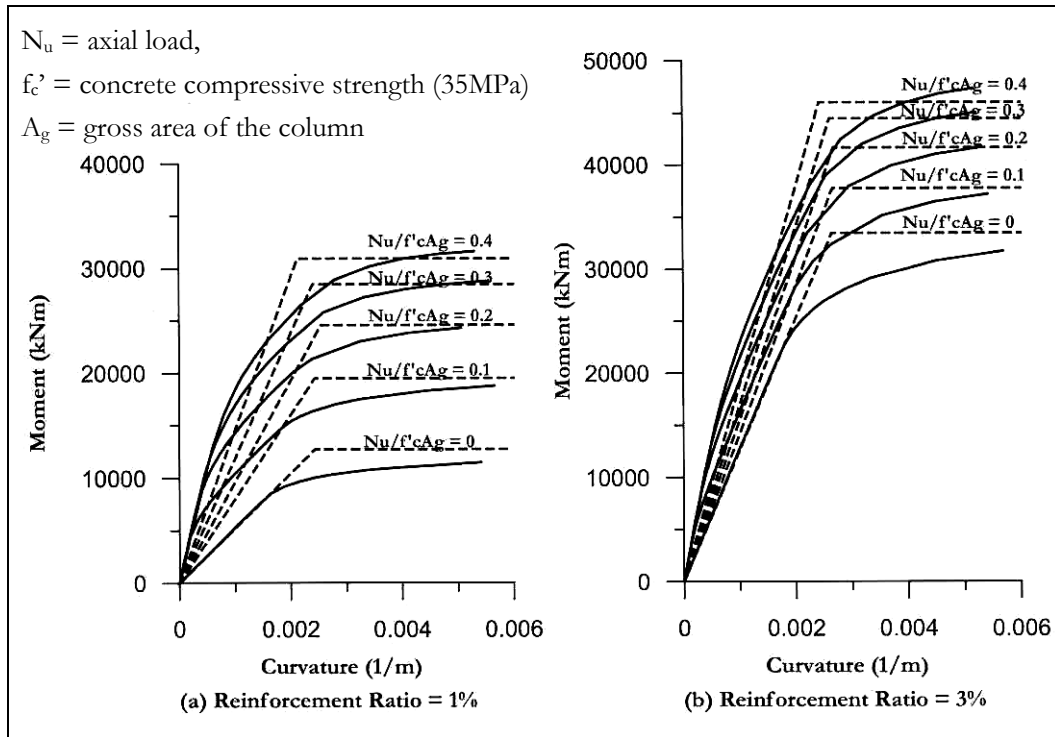 Nu = axial load,
fc’ = concrete compressive strength (35MPa)
Ag = gross area of the column
40000
30000
20000
10000
0
Moment (kNm)
Nu/f'cAg = 0.4
Nu/f'cAg = 0.3
Nu/f'cAg = 0.2
Nu/f'cAg = 0.1
Nu/f'cAg = 0
0 0.002 0.004 0.006
Curvature (1/m)
(a) Reinforcement Ratio = 1%
50000
40000
30000
20000
10000
0
Moment (kNm)
Nu/f'cAg = 0.4
Nu/f'cAg = 0.3
Nu/f'cAg = 0.2
Nu/f'cAg = 0.1
Nu/f'cAg = 0
0 0.002 0.004 0.006
Curvature (1/m)
(b) Reinforcement Ratio = 3%